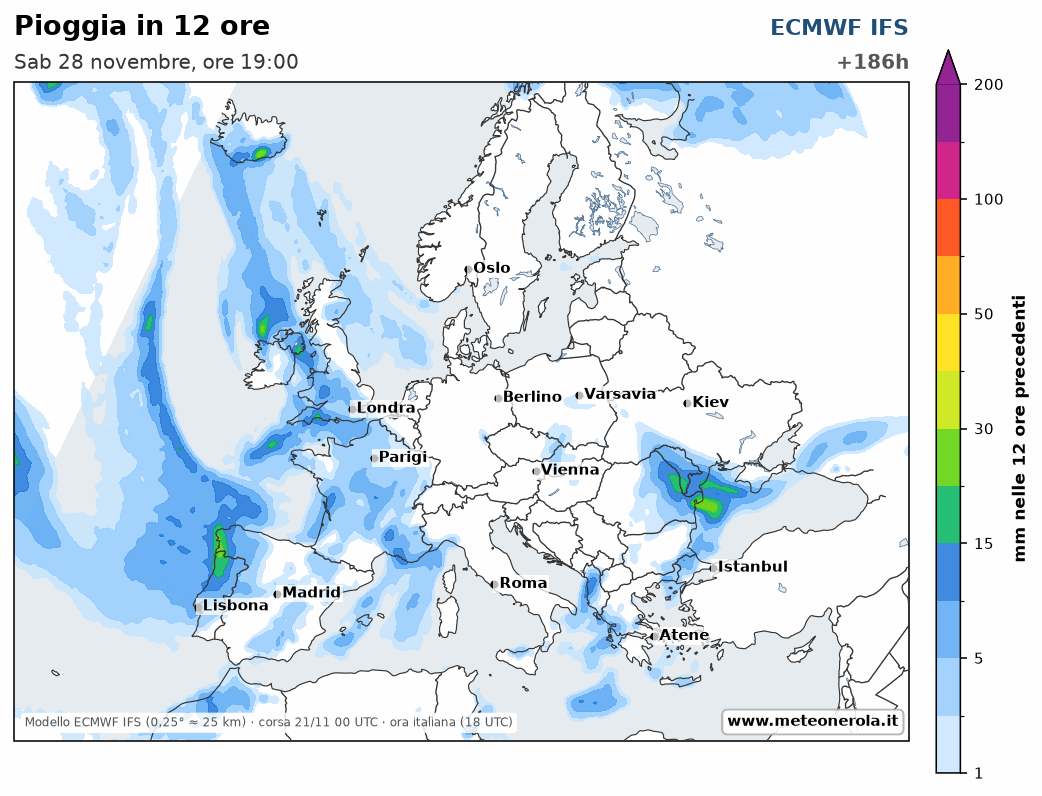 Pioggia in 12 ore
ECMWF IFS
Sab 28 novembre, ore 19:00
+186h
200
100
50
30
15
5
1
mm nelle 12 ore precedenti
Oslo
Berlino
Varsavia
Kiev
Londra
Parigi
Vienna
Istanbul
Roma
Madrid
Lisbona
Atene
Modello ECMWF IFS (0,25° ≈ 25 km) · corsa 21/11 00 UTC · ora italiana (18 UTC)
www.meteonerola.it